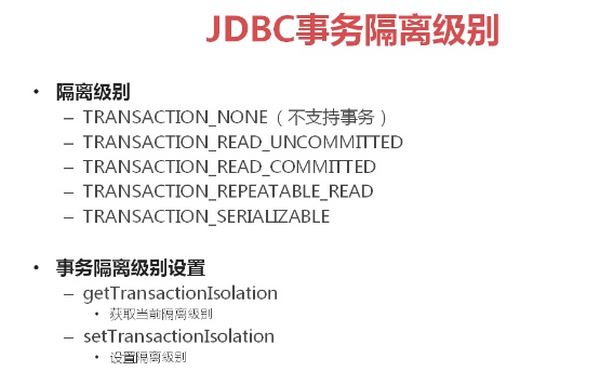 JDBC事务隔离级别
• 隔离级别
– TRANSACTION_NONE（不支持事务）
– TRANSACTION_READ_UNCOMMITTED
– TRANSACTION_READ_COMMITTED
– TRANSACTION_REPEATABLE_READ
– TRANSACTION_SERIALIZABLE
• 事务隔离级别设置
– getTransactionIsolation
• 获取当前隔离级别
– setTransactionIsolation
• 设置隔离级别